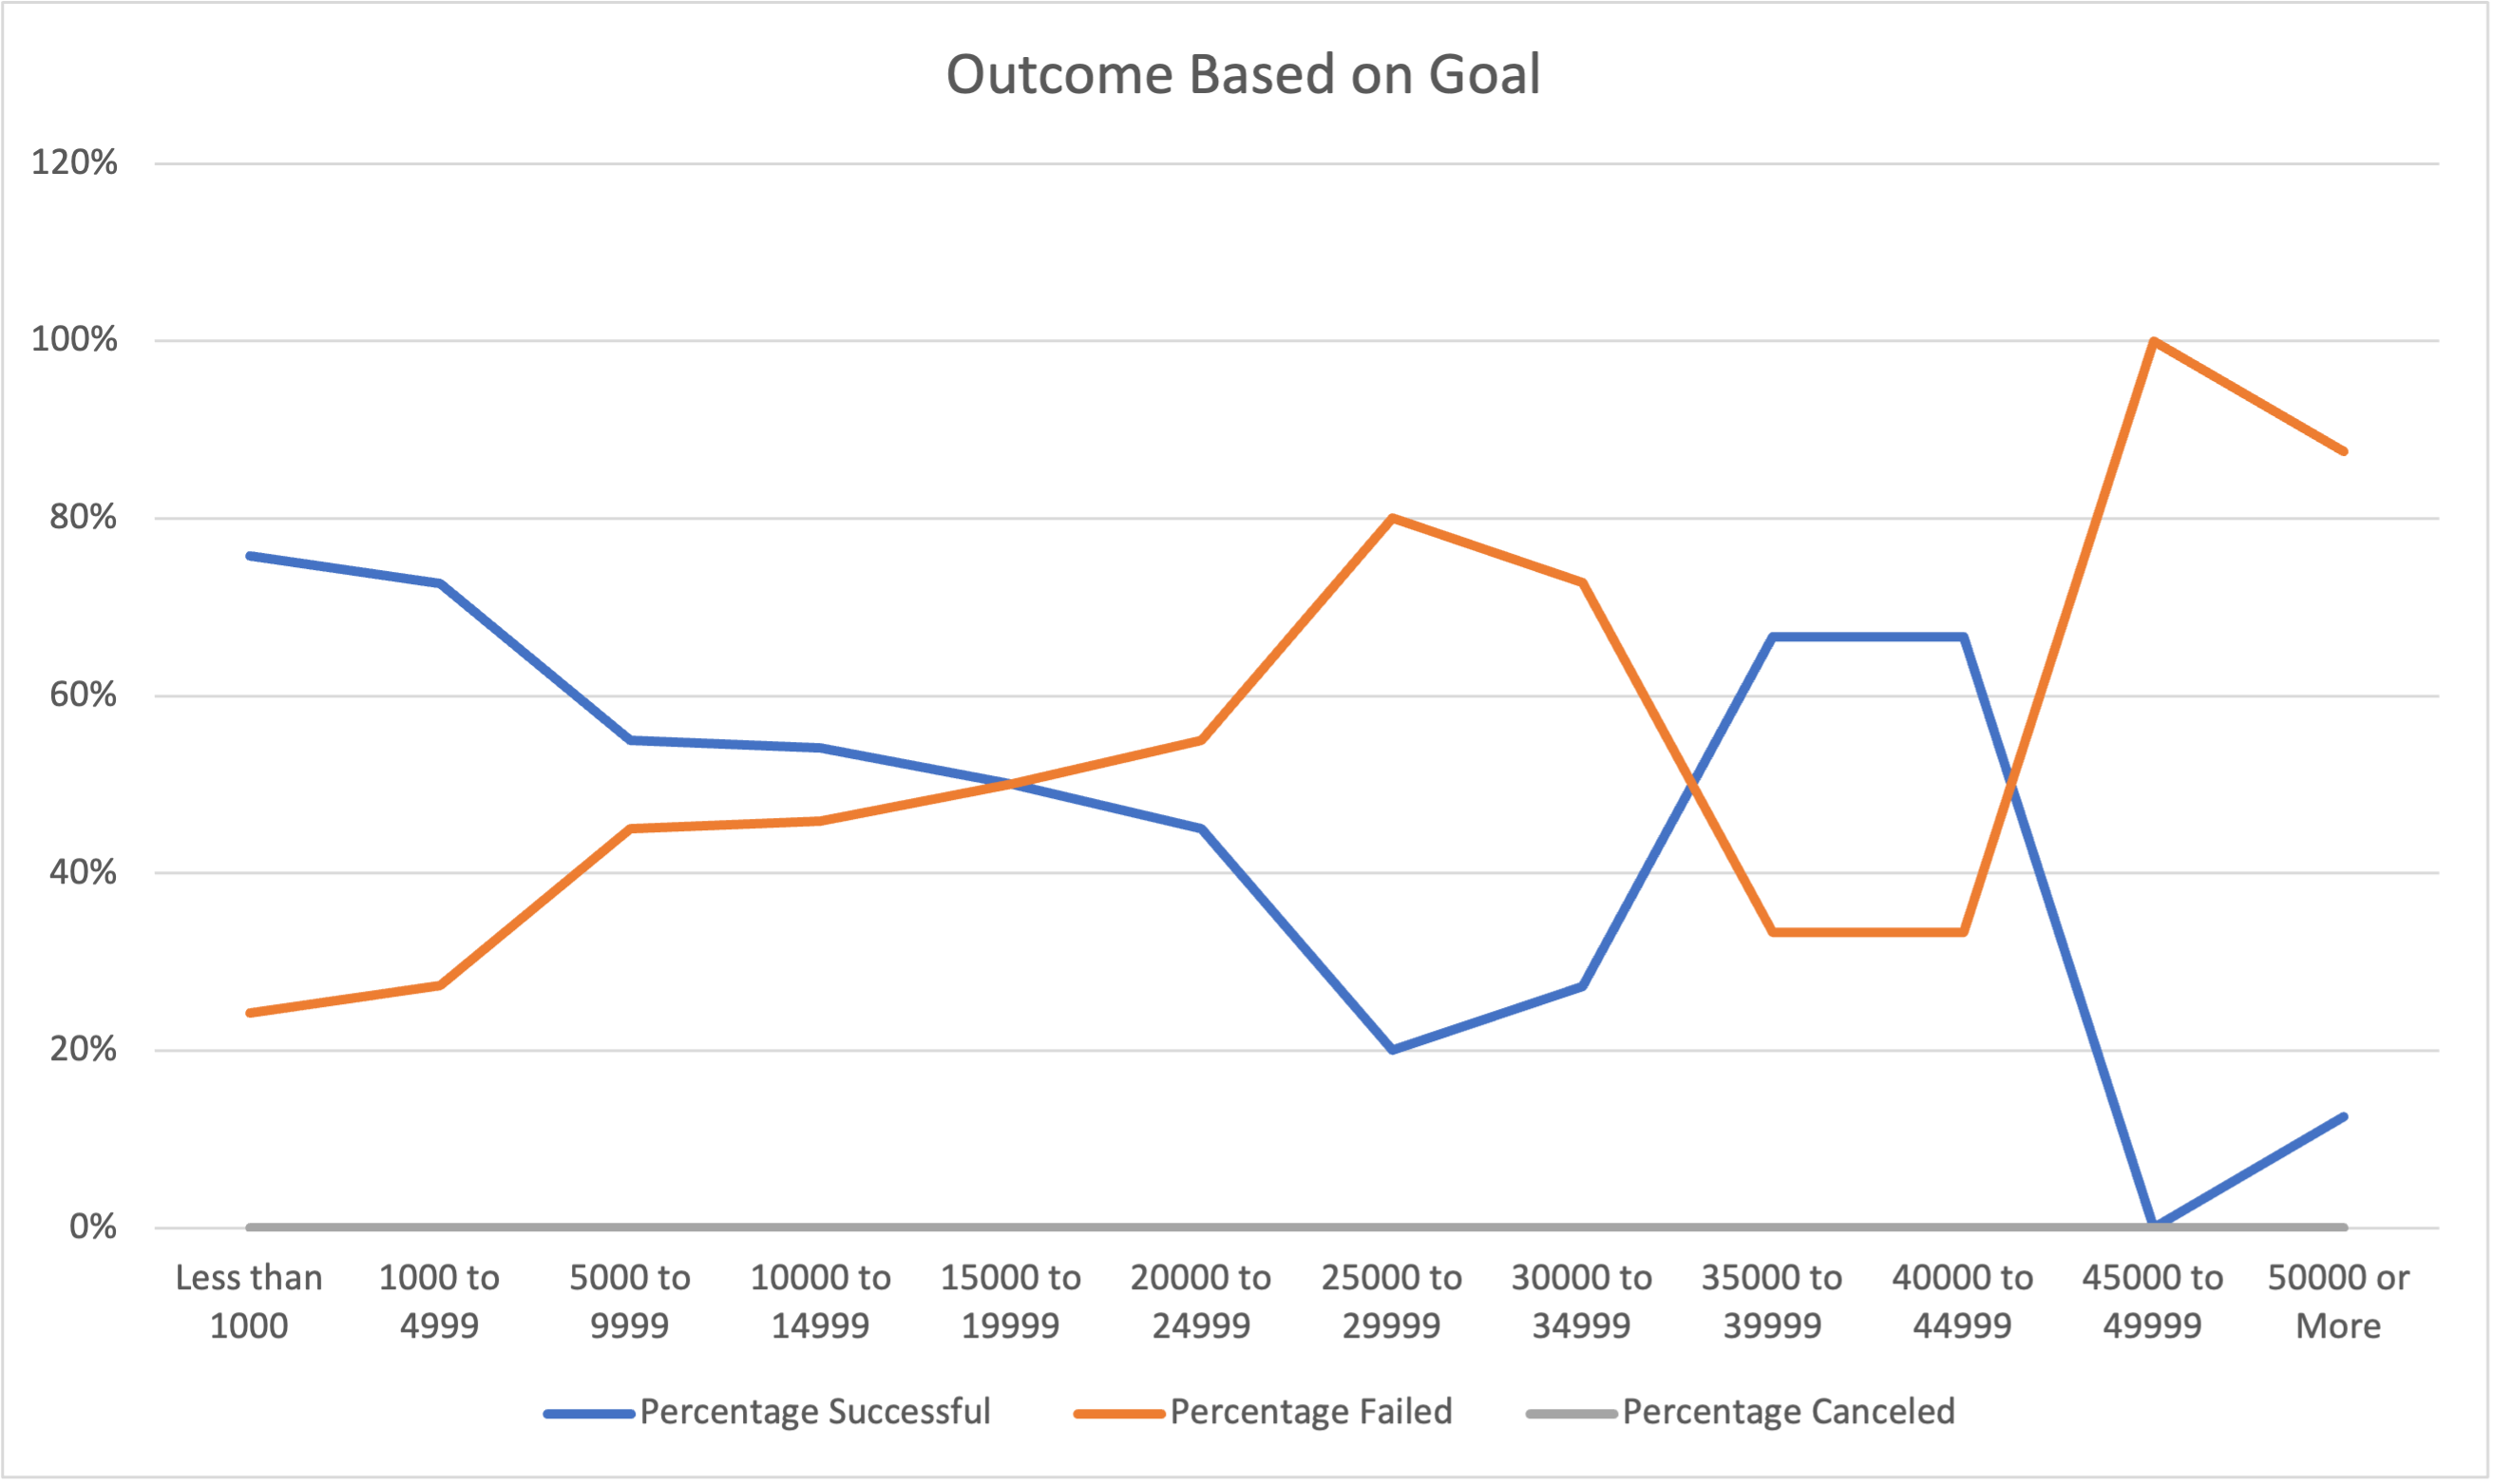 Outcome Based on Goal
120%
100%
80%
60%
40%
20%
0%
Less than
1000
1000 to
4999
5000 to
9999
10000 to
14999
15000 to
19999
20000 to
24999
25000 to
29999
30000 to
34999
35000 to
39999
40000 to
44999
45000 to
49999
50000 or
More
Percentage Successful
Percentage Failed
Percentage Canceled